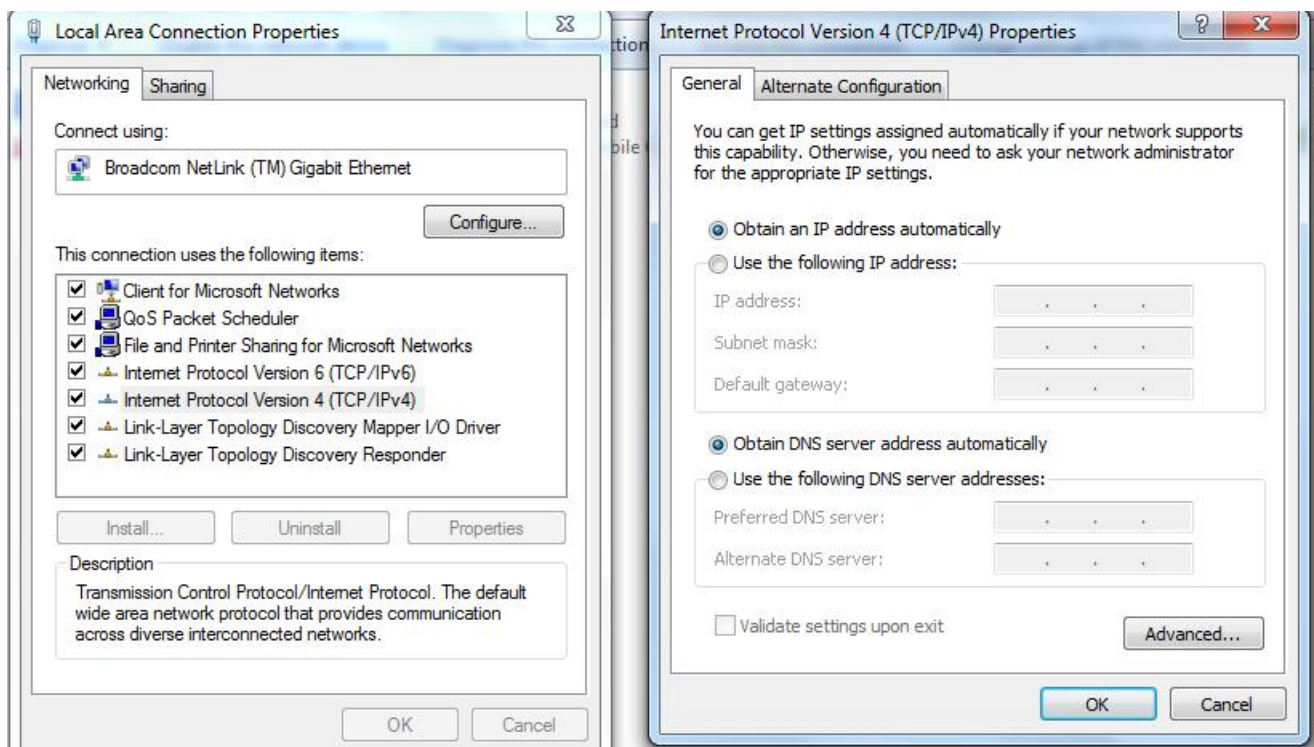 Local Area Connection Properties
Networking
Sharing
Connect using:
Broadcom NetLink (TM) Gigabit Ethernet
Configure...
This connection uses the following items:
Client for Microsoft Networks
QoS Packet Scheduler
File and Printer Sharing for Microsoft Networks
Internet Protocol Version 6 (TCP/IPv6)
Internet Protocol Version 4 (TCP/IPv4)
Link-Layer Topology Discovery Mapper I/O Driver
Link-Layer Topology Discovery Responder
Install...
Uninstall
Properties
Description
Transmission Control Protocol/Internet Protocol. The default
wide area network protocol that provides communication
across diverse interconnected networks.
OK
Cancel
Internet Protocol Version 4 (TCP/IPv4) Properties
General
Alternate Configuration
You can get IP settings assigned automatically if your network supports
this capability. Otherwise, you need to ask your network administrator
for the appropriate IP settings.
Obtain an IP address automatically
Use the following IP address:
IP address:
Subnet mask:
Default gateway:
Obtain DNS server address automatically
Use the following DNS server addresses:
Preferred DNS server:
Alternate DNS server:
Validate settings upon exit
Advanced...
OK
Cancel